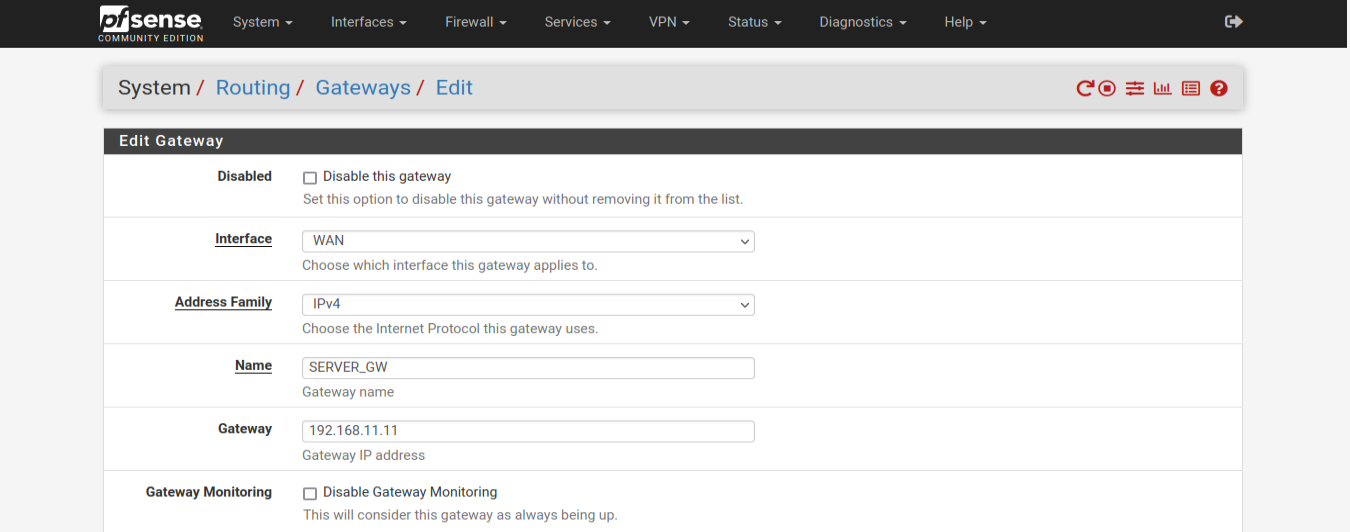 pfsense
COMMUNITY EDITION
System Interfaces Firewall Services VPN Status Diagnostics Help
System / Routing / Gateways / Edit
Edit Gateway
Disabled Disable this gateway
Set this option to disable this gateway without removing it from the list.
Interface WAN
Choose which interface this gateway applies to.
Address Family IPv4
Choose the Internet Protocol this gateway uses.
Name SERVER_GW
Gateway name
Gateway 192.168.11.11
Gateway IP address
Gateway Monitoring Disable Gateway Monitoring
This will consider this gateway as always being up.